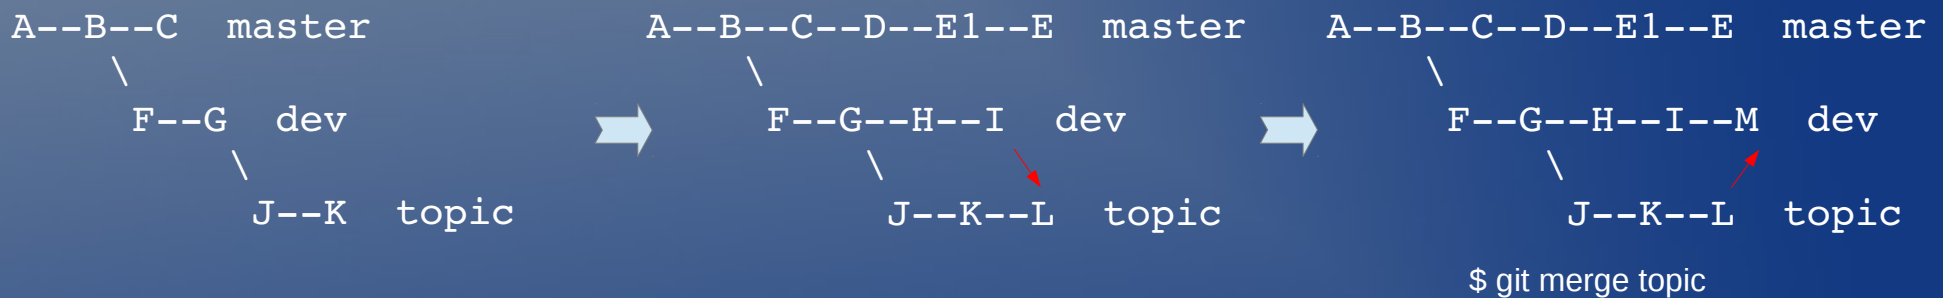 A--B--C master A--B--C--D--E1--E master A--B--C--D--E1--E master
\ \ \
F--G dev F--G--H--I dev F--G--H--I--M dev
\ \ \
J--K topic J--K--L topic J--K--L topic
$ git merge topic